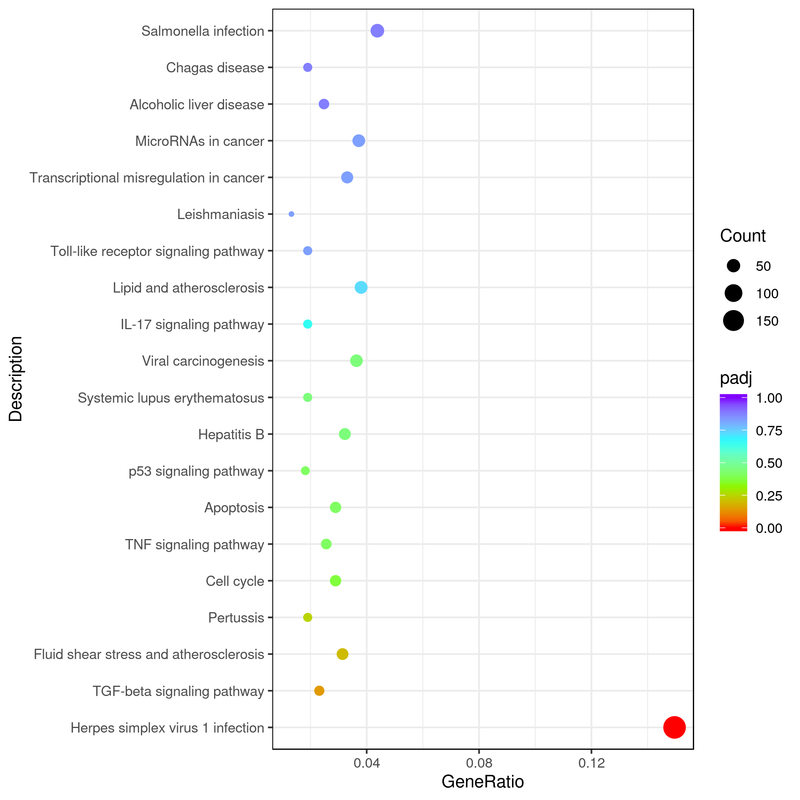 Salmonella infection
Chagas disease
Alcoholic liver disease
MicroRNAs in cancer
Transcriptional misregulation in cancer
Leishmaniasis
Toll-like receptor signaling pathway
Lipid and atherosclerosis
IL-17 signaling pathway
Viral carcinogenesis
Systemic lupus erythematosus
Hepatitis B
p53 signaling pathway
Apoptosis
TNF signaling pathway
Cell cycle
Pertussis
Fluid shear stress and atherosclerosis
TGF-beta signaling pathway
Herpes simplex virus 1 infection
Description
0.04 0.08 0.12
GeneRatio
Count
50
100
150
padj
1.00
0.75
0.50
0.25
0.00